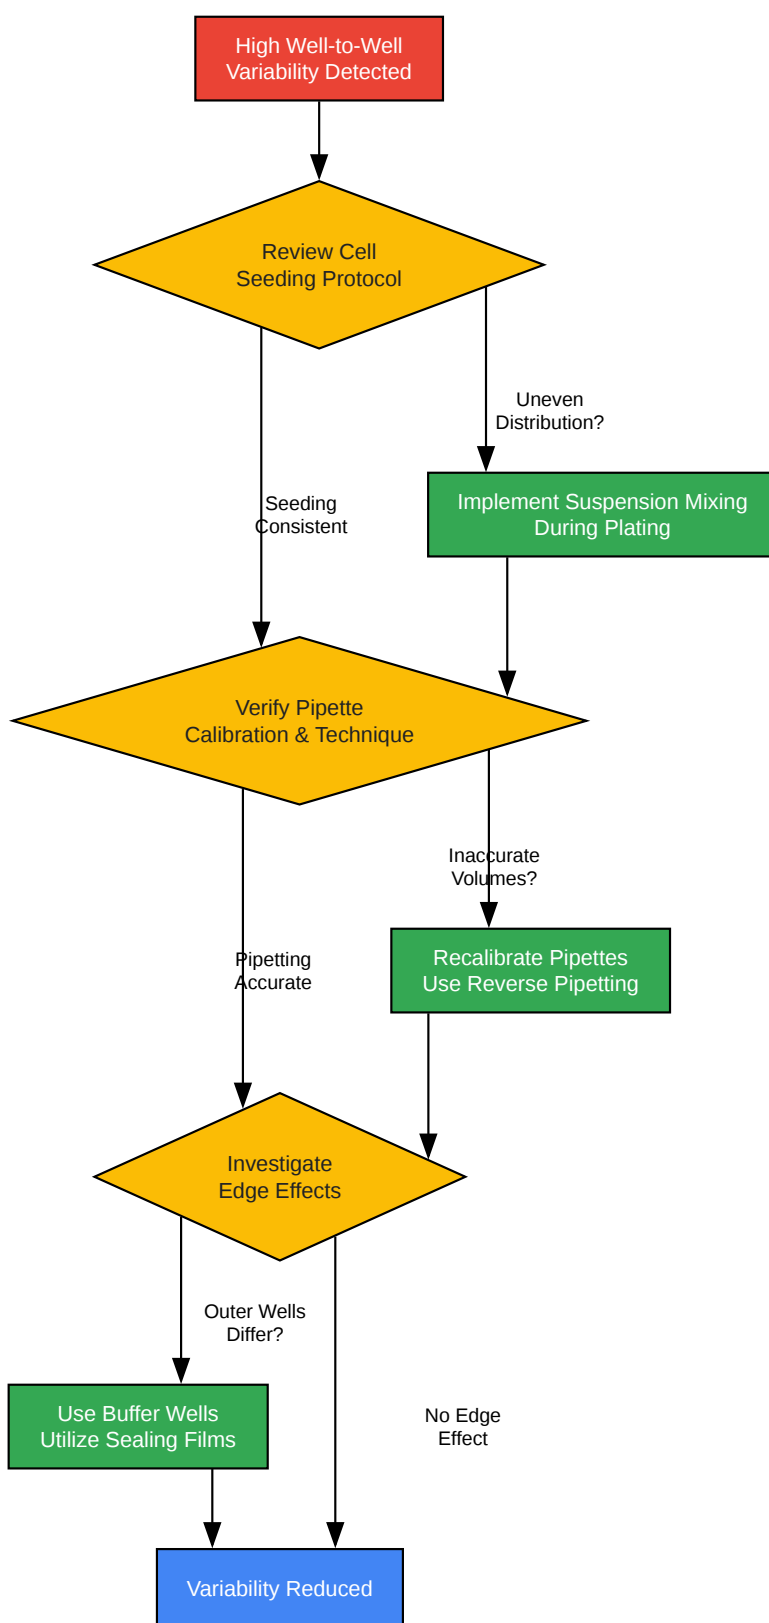 High Well-to-Well
Variability Detected
Review Cell
Seeding Protocol
Uneven
Distribution?
Seeding
Consistent
Implement Suspension Mixing
During Plating
Verify Pipette
Calibration & Technique
Inaccurate
Volumes?
Pipetting
Accurate
Recalibrate Pipettes
Use Reverse Pipetting
Investigate
Edge Effects
Outer Wells
Differ?
No Edge
Effect
Use Buffer Wells
Utilize Sealing Films
Variability Reduced